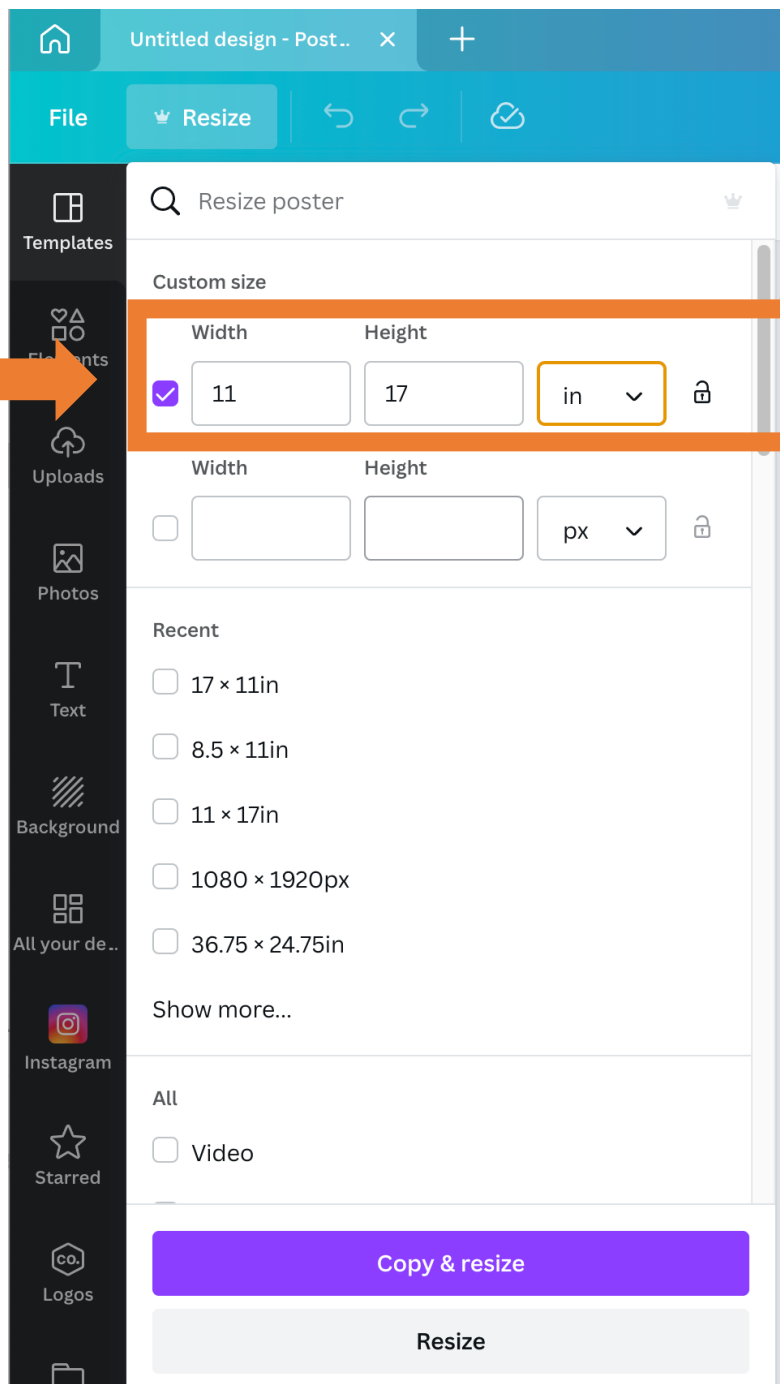 Untitled design - Post..
File
Resize
Resize poster
Templates
Custom size
Width Height
Elements
11 17 in
Width Height
Uploads
px
Photos
Recent
17 × 11in
Text
8.5 × 11in
11 × 17in
Background
1080 × 1920px
All your de..
36.75 × 24.75in
Show more...
Instagram
All
Video
Starred
co.
Copy & resize
Logos
Resize